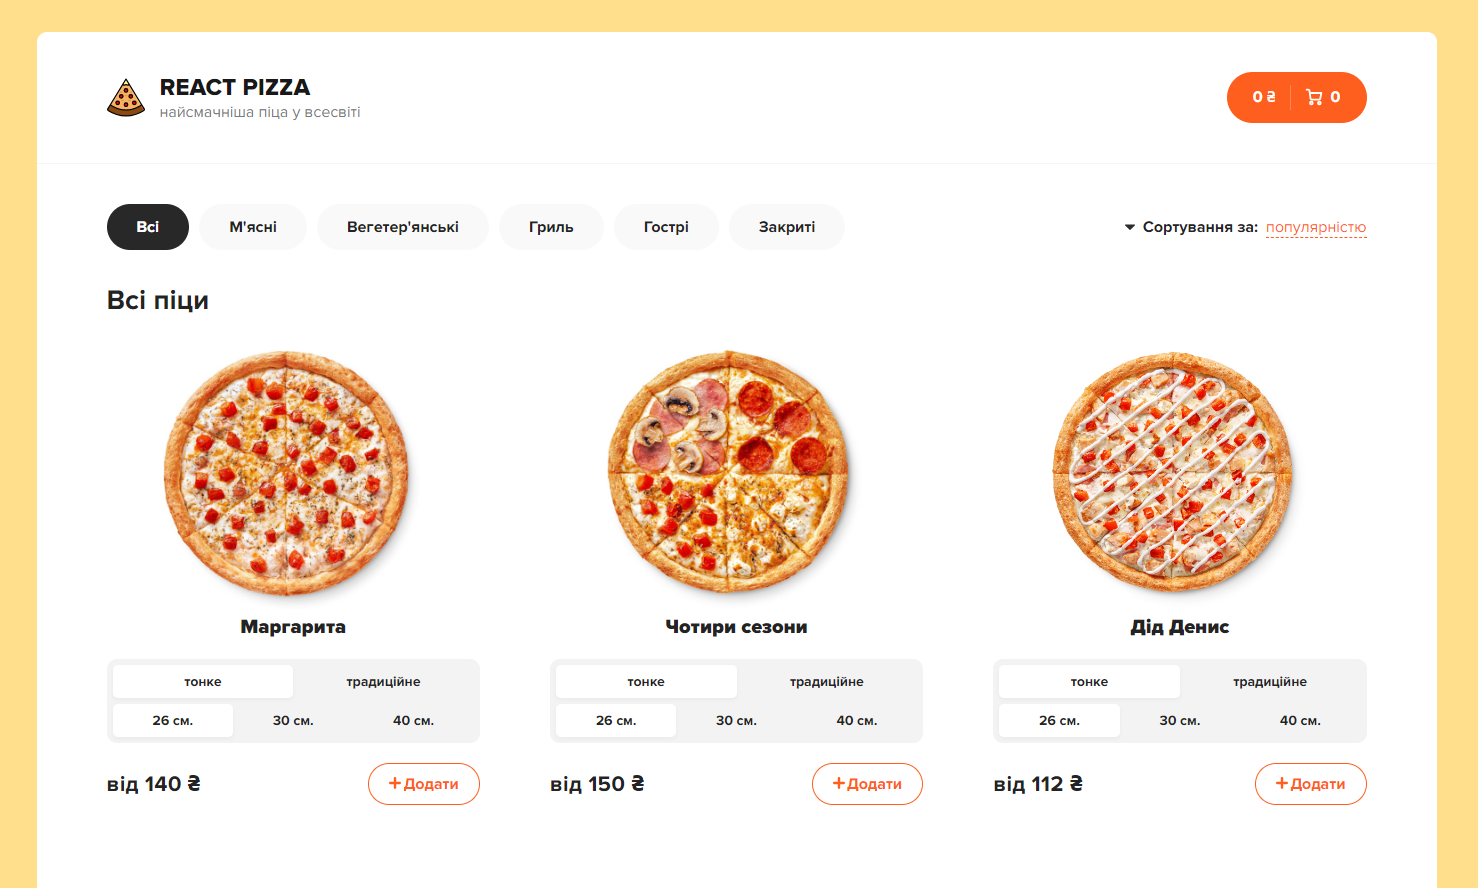 REACT PIZZA
найсмачніша піца у всесвіті
0 ₴ 0
Всі М'ясні Вегетер'янські Гриль Гострі Закриті Сортування за: популярністю
Всі піци
Маргарита Чотири сезони Дід Денис
тонке традиційне тонке традиційне тонке традиційне
26 см. 30 см. 40 см. 26 см. 30 см. 40 см. 26 см. 30 см. 40 см.
від 140 ₴ +Додати від 150 ₴ +Додати від 112 ₴ +Додати